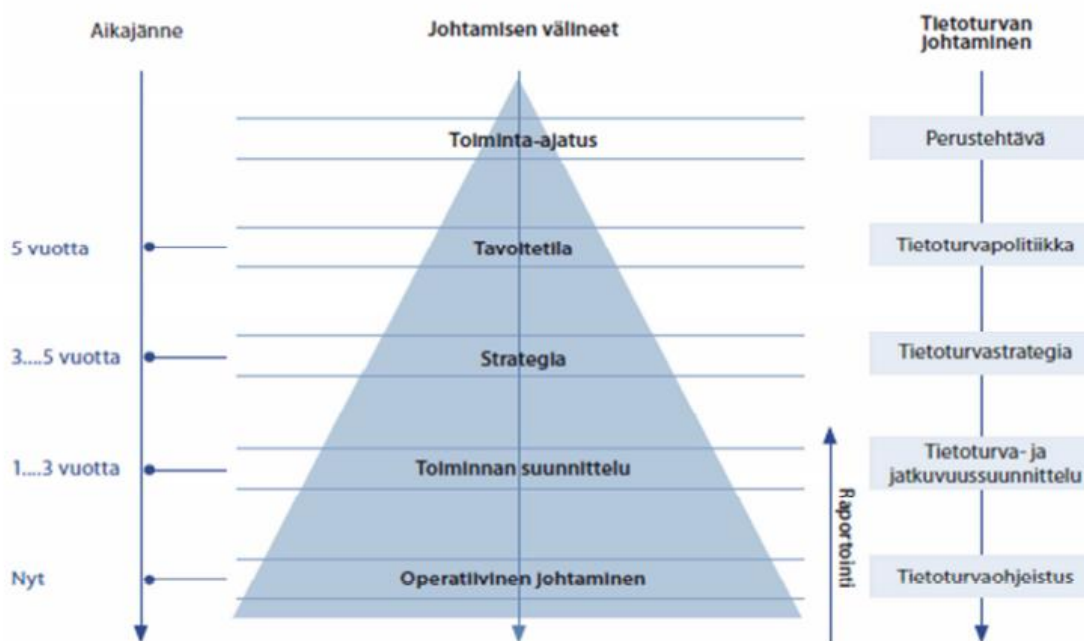 Aikajänne
Johtamisen välineet
Tietoturvan
johtaminen
Toiminta-ajatus
Perustehtävä
5 vuotta
Tavoitetila
Tietoturvapolitiikka
3....5 vuotta
Strategia
Tietoturvastrategia
1....3 vuotta
Toiminnan suunnittelu
Tietoturva- ja
jatkuvuussuunnittelu
Raportointi
Nyt
Operatiivinen johtaminen
Tietoturvaohjeistus